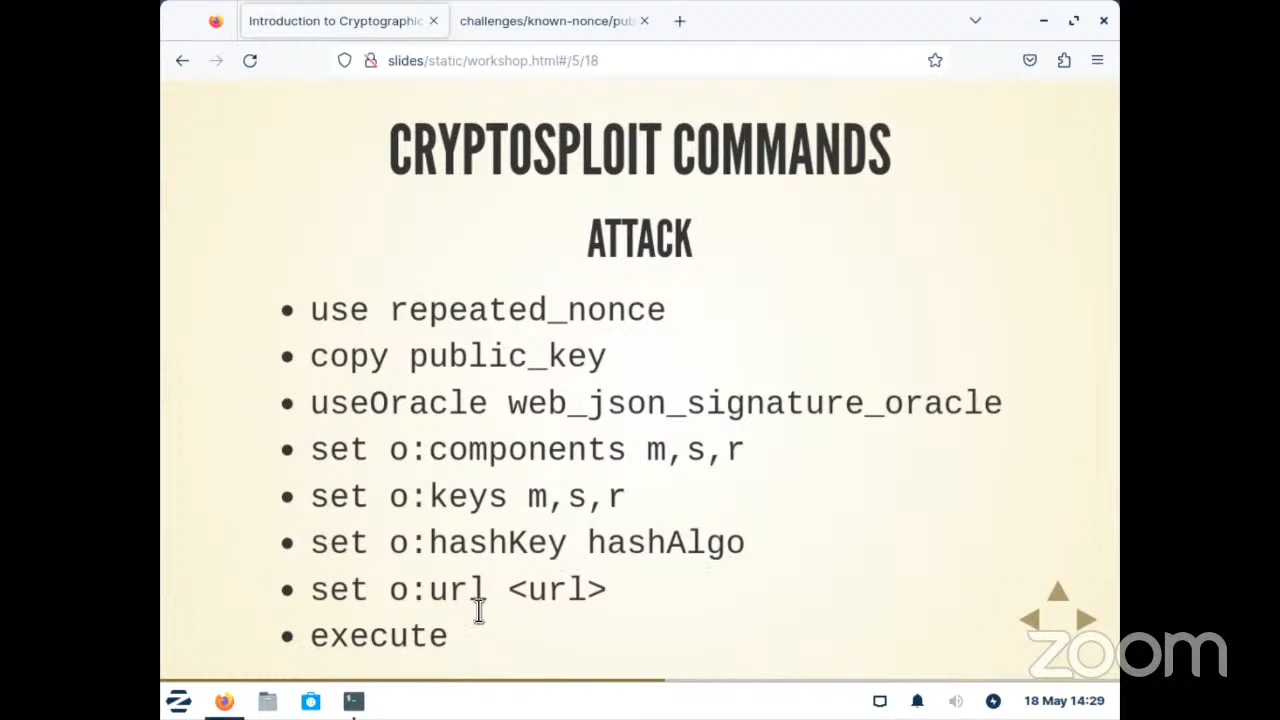 Introduction to Cryptographic
challenges/known-nonce/pub
slides/static/workshop.html#/5/18
CRYPTOSPLOIT COMMANDS
ATTACK
• use repeated_nonce
• copy public_key
• useOracle web_json_signature_oracle
• set o:components m,s,r
• set o:keys m,s,r
• set o:hashKey hashAlgo
• set o:url <url>
• execute
zoom
18 May 14:29